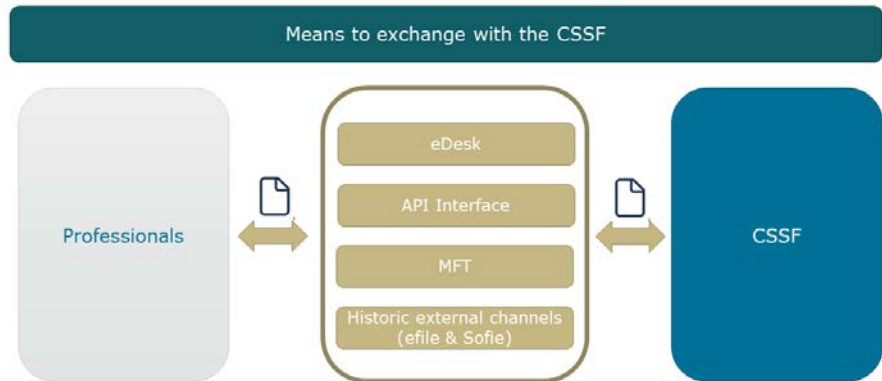 Means to exchange with the CSSF
Professionals
eDesk
API Interface
MFT
Historic external channels
(efile & Sofie)
CSSF